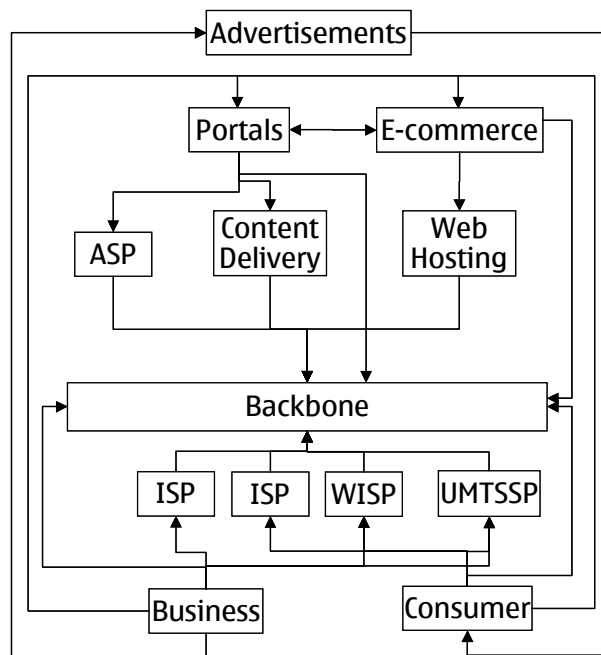 Advertisements
Portals
E-commerce
ASP
Content
Delivery
Web
Hosting
Backbone
ISP
ISP
WISP
UMTSSP
Business
Consumer